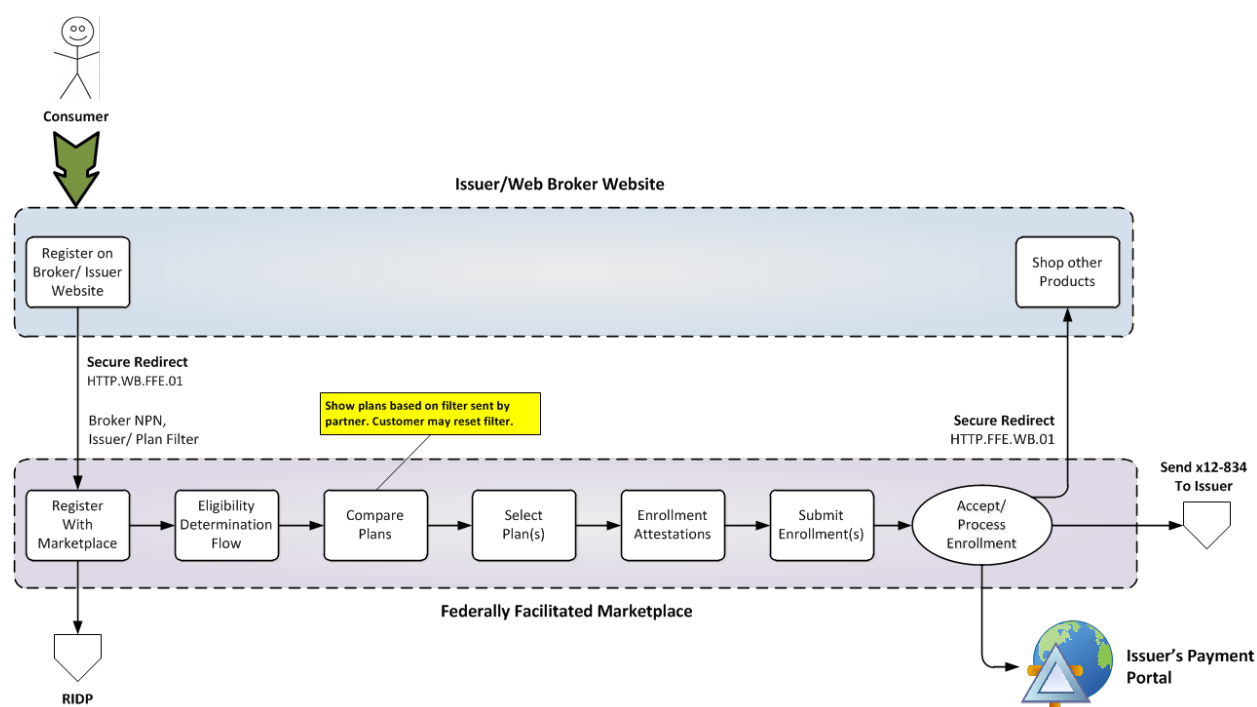 Consumer
Issuer/Web Broker Website
Register on
Broker/ Issuer
Website
Shop other
Products
Secure Redirect
HTTP.WB.FFE.01
Broker NPN,
Issuer/ Plan Filter
Show plans based on filter sent by
partner. Customer may reset filter.
Secure Redirect
HTTP.FFE.WB.01
Send x12-834
To Issuer
Register
With
Marketplace
Eligibility
Determination
Flow
Compare
Plans
Select
Plan(s)
Enrollment
Attestations
Submit
Enrollment(s)
Accept/
Process
Enrollment
Federally Facilitated Marketplace
RIDP
Issuer's Payment
Portal